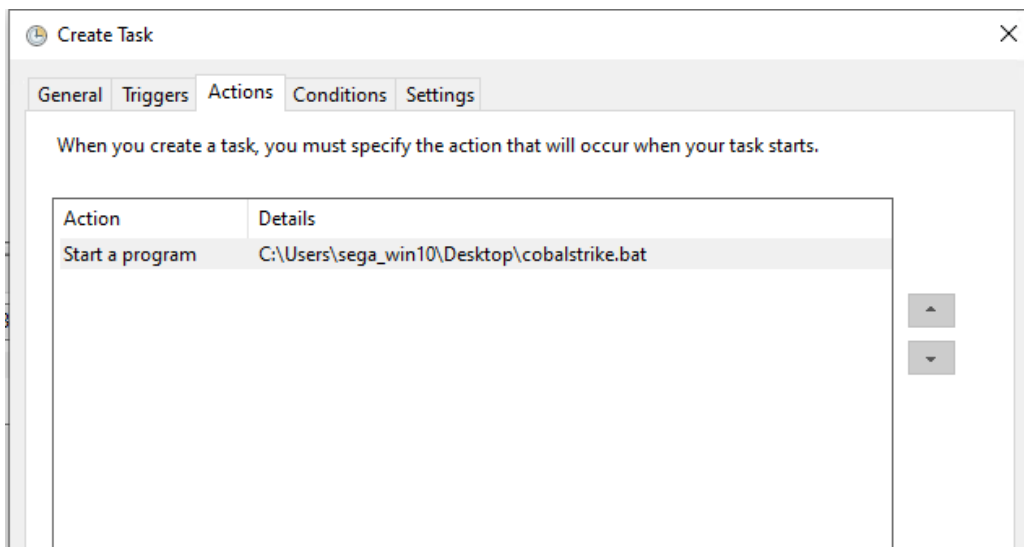 Create Task
General Triggers Actions Conditions Settings
When you create a task, you must specify the action that will occur when your task starts.
Action Details
Start a program C:\Users\sega_win10\Desktop\cobalstrike.bat